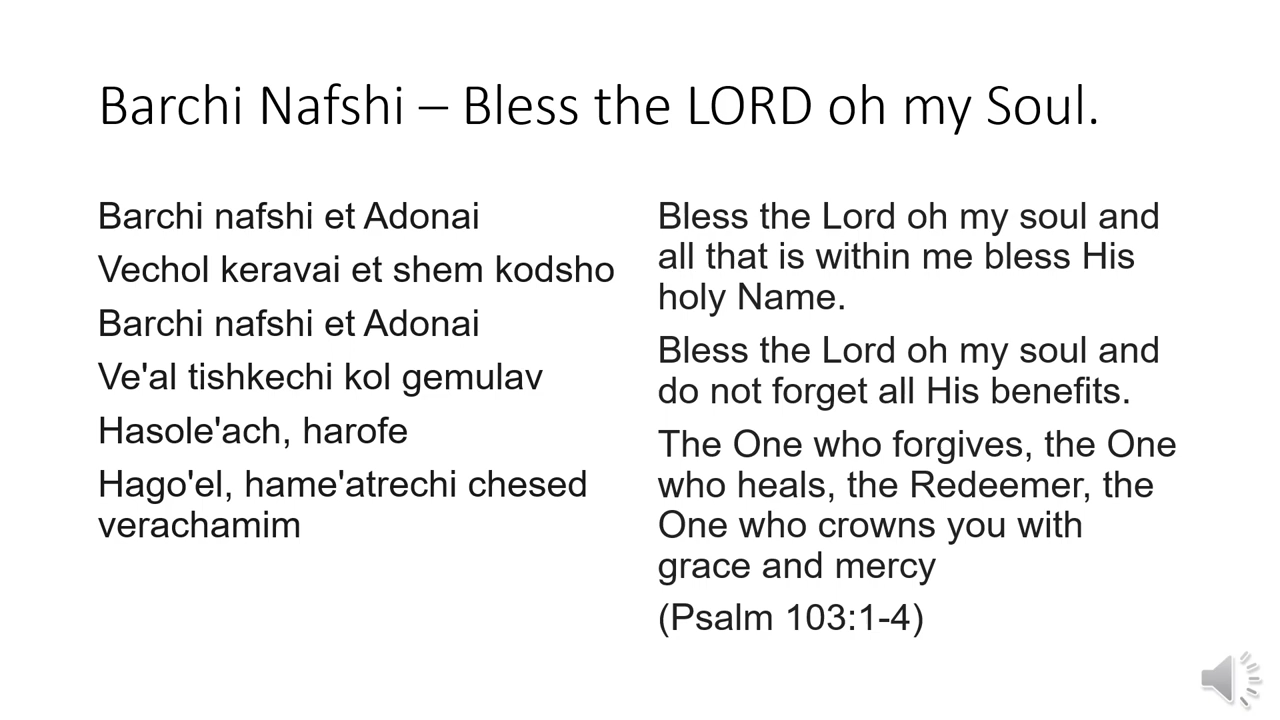 Barchi Nafshi – Bless the LORD oh my Soul.
Barchi nafshi et Adonai
Vechol keravai et shem kodsho
Barchi nafshi et Adonai
Ve'al tishkechi kol gemulav
Hasole'ach, harofe
Hago'el, hame'atrechi chesed
verachamim
Bless the Lord oh my soul and
all that is within me bless His
holy Name.
Bless the Lord oh my soul and
do not forget all His benefits.
The One who forgives, the One
who heals, the Redeemer, the
One who crowns you with
grace and mercy
(Psalm 103:1-4)